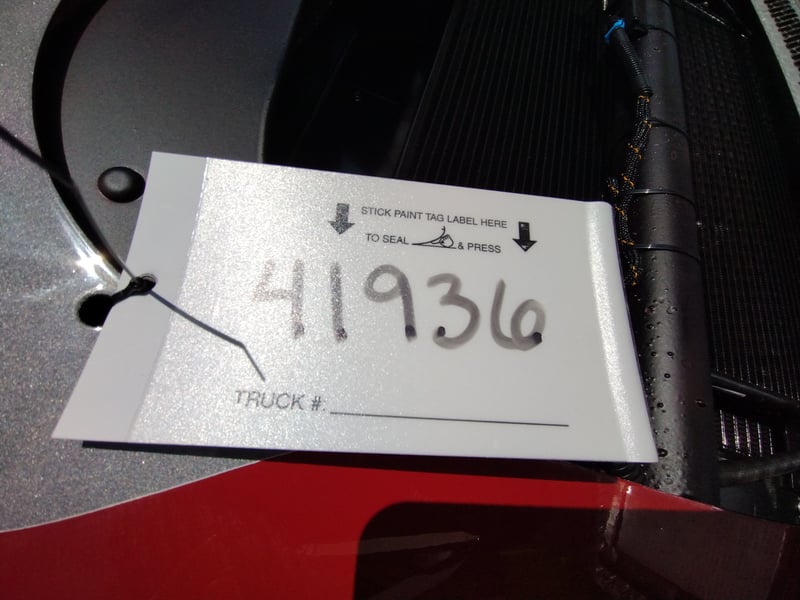 STICK PAINT TAG LABEL HERE
TO SEAL & PRESS
41936
TRUCK #: